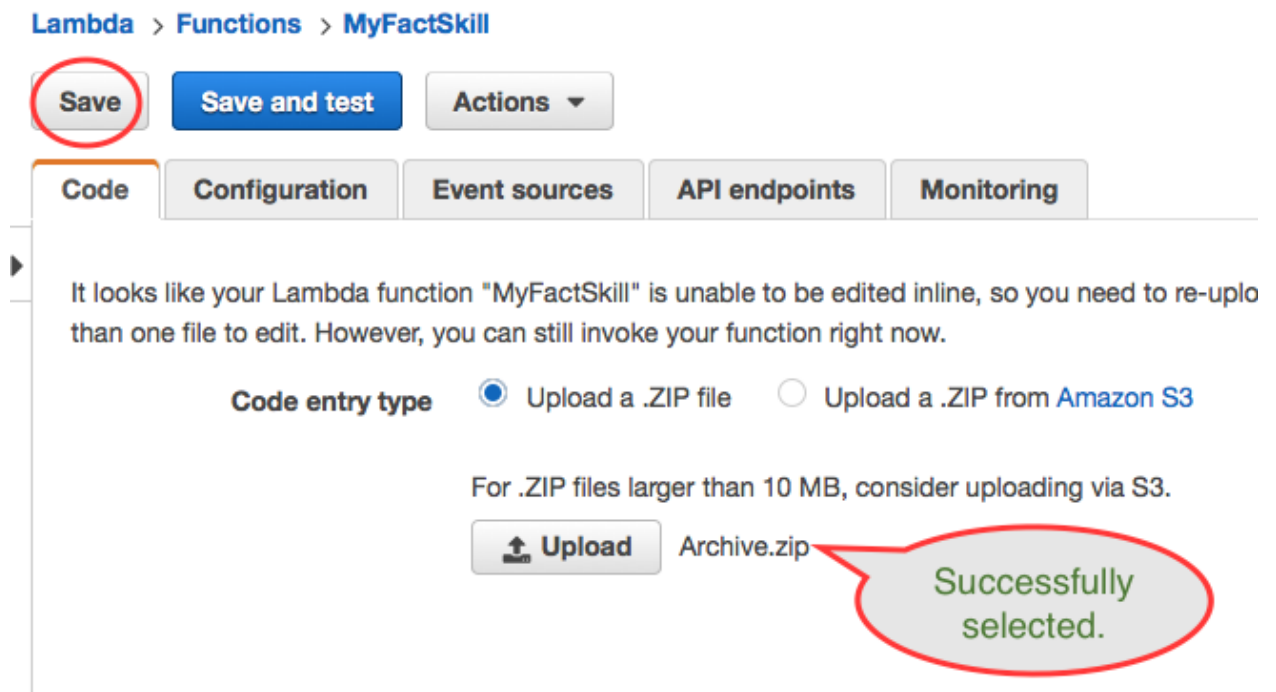 Lambda > Functions > MyFactSkill
Save Save and test Actions
Code Configuration Event sources API endpoints Monitoring
It looks like your Lambda function "MyFactSkill" is unable to be edited inline, so you need to re-uplo
than one file to edit. However, you can still invoke your function right now.
Code entry type Upload a .ZIP file Upload a .ZIP from Amazon S3
For .ZIP files larger than 10 MB, consider uploading via S3.
Upload Archive.zip
Successfully
selected.